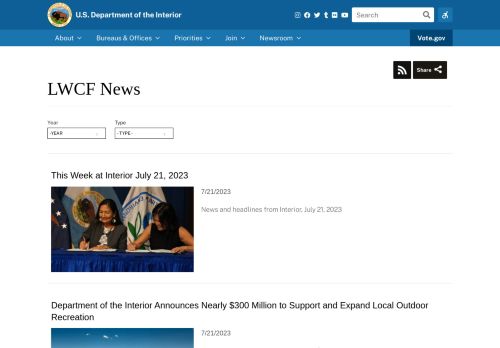 U.S. Department of the Interior
Search
About
Bureaus & Offices
Priorities
Join
Newsroom
Vote.gov
Share
LWCF News
Year
Type
-YEAR
- TYPE -
This Week at Interior July 21, 2023
7/21/2023
News and headlines from Interior, July 21, 2023
Department of the Interior Announces Nearly $300 Million to Support and Expand Local Outdoor
Recreation
7/21/2023